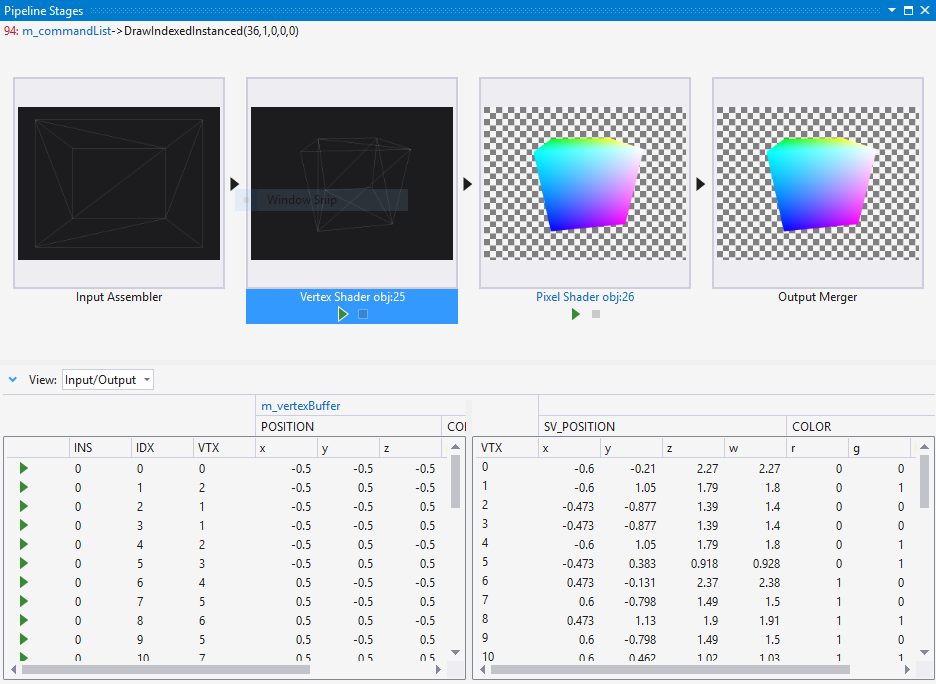 Pipeline Stages
94: m_commandList->DrawIndexedInstanced(36,1,0,0,0)
Window Snip
Input Assembler
Vertex Shader obj:25
Pixel Shader obj:26
Output Merger
View: Input/Output
m_vertexBuffer
POSITION CO
SV_POSITION COLOR
INS IDX VTX x y z
VTX x y z w r g
0 0 0 -0.5 -0.5 -0.5
0 1 2 -0.5 0.5 -0.5
0 2 1 -0.5 -0.5 0.5
0 3 1 -0.5 -0.5 0.5
0 4 2 -0.5 0.5 -0.5
0 5 3 -0.5 0.5 0.5
0 6 4 0.5 -0.5 -0.5
0 7 5 0.5 -0.5 0.5
0 8 6 0.5 0.5 -0.5
0 9 5 0.5 -0.5 0.5
0 10 7 0.5 0.5 0.5
0 -0.6 -0.21 2.27 2.27 0 0
1 -0.6 1.05 1.79 1.8 0 1
2 -0.473 -0.877 1.39 1.4 0 0
3 -0.473 -0.877 1.39 1.4 0 0
4 -0.6 1.05 1.79 1.8 0 1
5 -0.473 0.383 0.918 0.928 0 1
6 0.473 -0.131 2.37 2.38 1 0
7 0.6 -0.798 1.49 1.5 1 0
8 0.473 1.13 1.9 1.91 1 1
9 0.6 -0.798 1.49 1.5 1 0
10 0.6 0.462 1.02 1.03 1 1